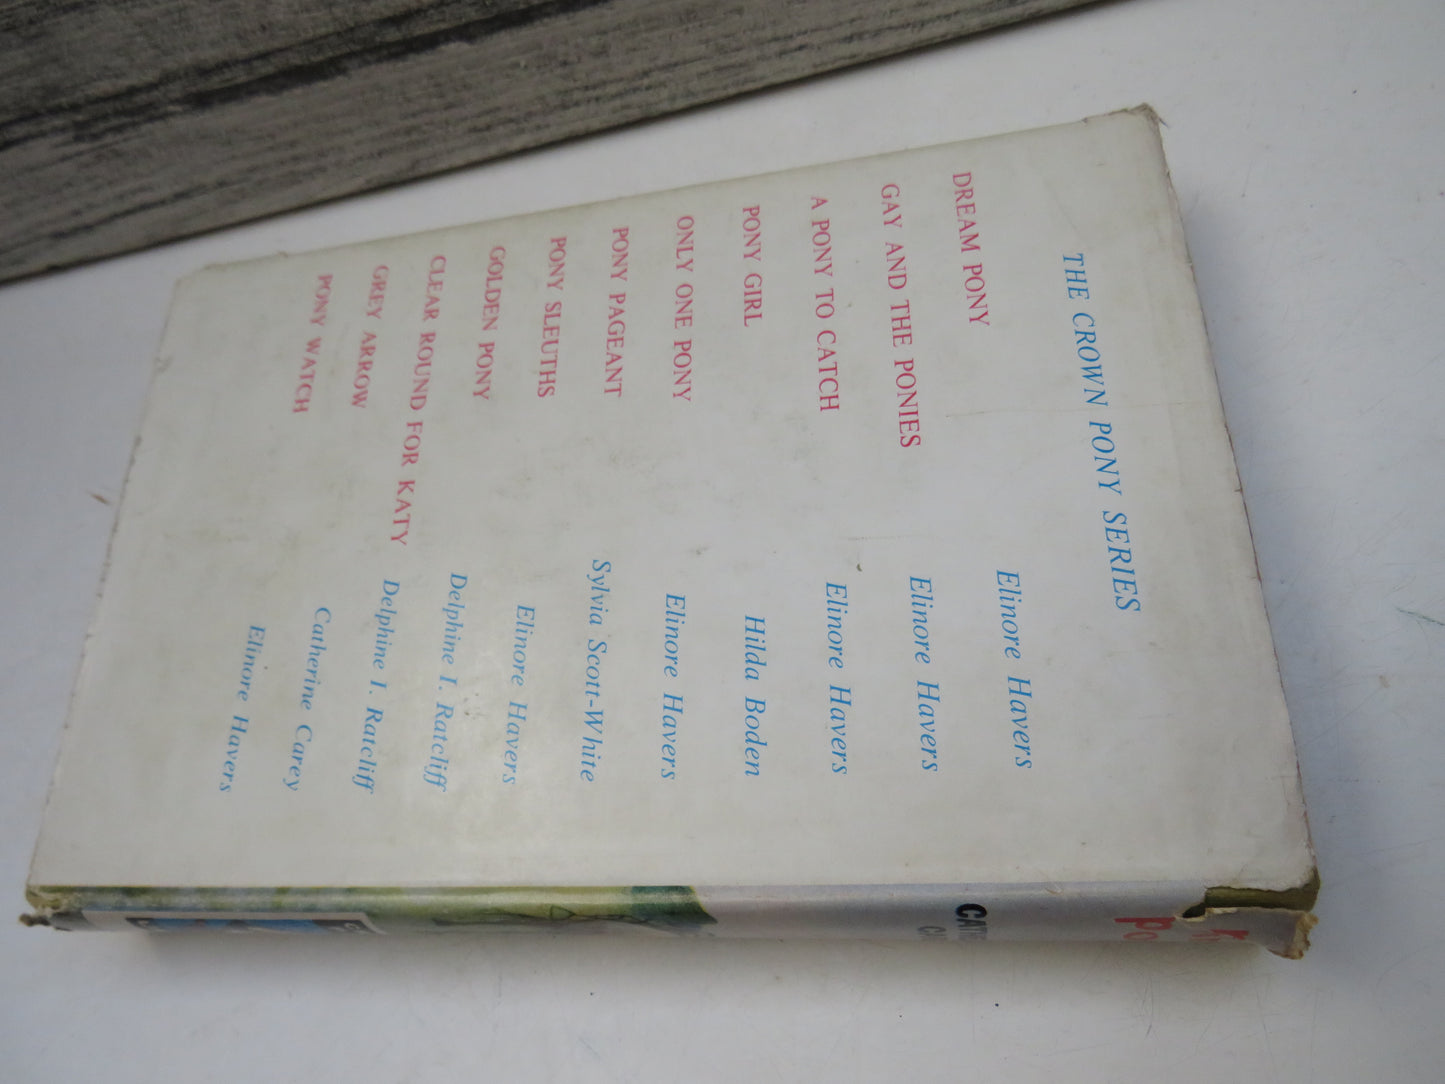 THE CROWN PONY SERIES
DREAM PONY Elinore Havers
GAY AND THE PONIES Elinore Havers
A PONY TO CATCH Elinore Havers
PONY GIRL Hilda Boden
ONLY ONE PONY Elinore Havers
PONY PAGEANT Sylvia Scott-White
PONY SLEUTHS Elinore Havers
GOLDEN PONY Delphine I. Ratcliff
CLEAR ROUND FOR KATY Delphine I. Ratcliff
GREY ARROW Catherine Carey
PONY WATCH Elinore Havers